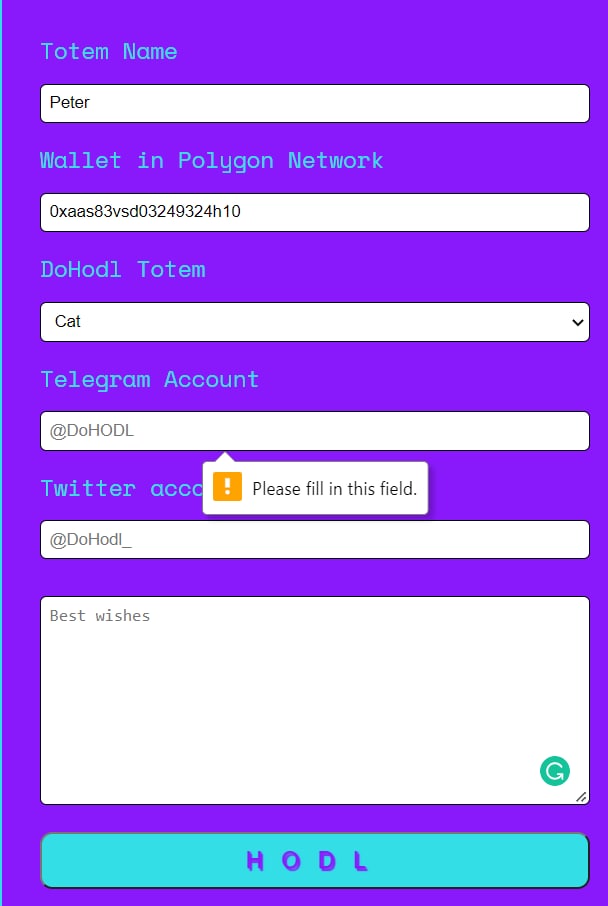 Totem Name
Peter
Wallet in Polygon Network
0xaas83vsd03249324h10
DoHodl Totem
Cat
Telegram Account
@DoHODL
Twitter acco
Please fill in this field.
@DoHodl_
Best wishes
HODL